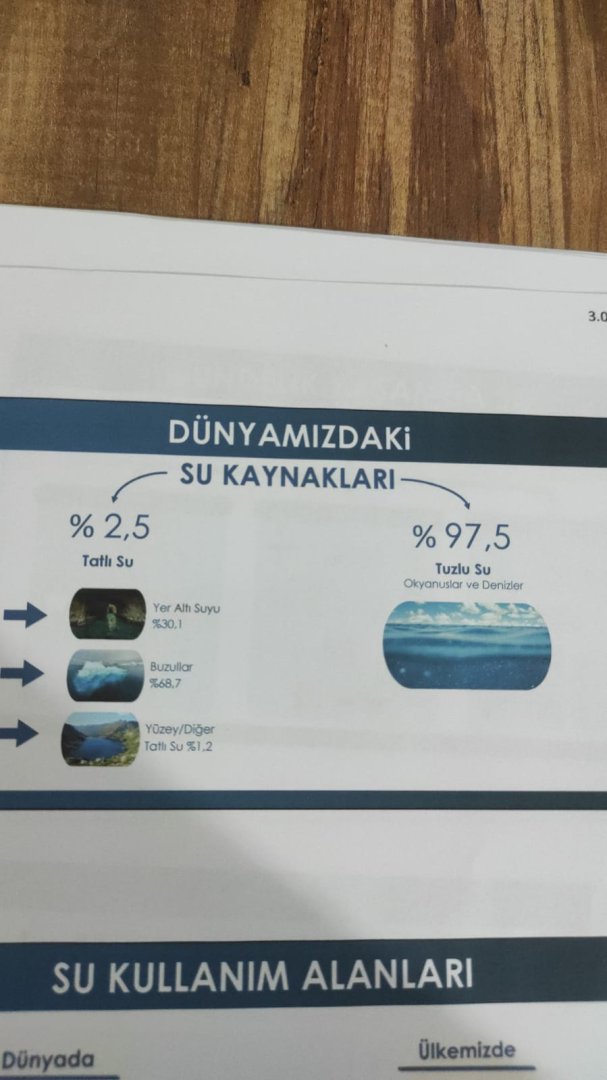 3.0
DÜNYAMIZDAKİ
SU KAYNAKLARI
% 2,5
Tatlı Su
% 97,5
Tuzlu Su
Okyanuslar ve Denizler
Yer Altı Suyu
%30,1
Buzullar
%68,7
Yüzey/Diğer
Tatlı Su %1,2
SU KULLANIM ALANLARI
Dünyada
Ülkemizde